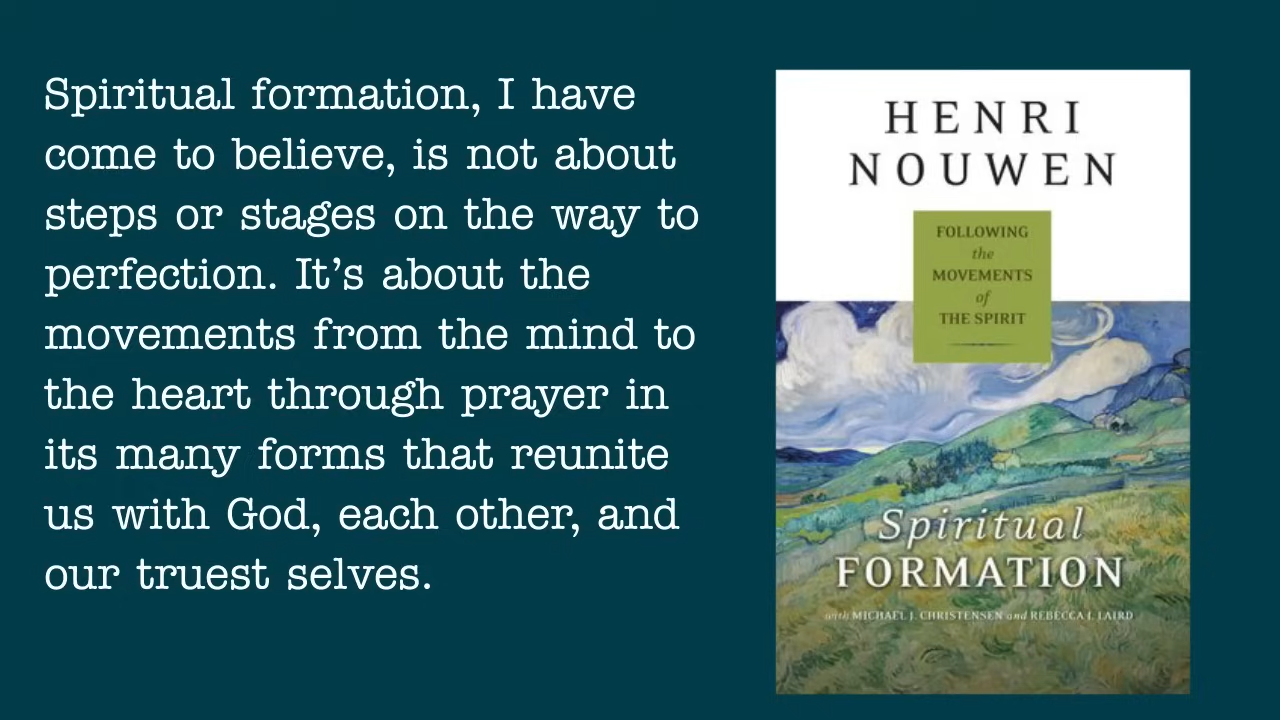 Spiritual formation, I have
come to believe, is not about
steps or stages on the way to
perfection. It’s about the
movements from the mind to
the heart through prayer in
its many forms that reunite
us with God, each other, and
our truest selves.
HENRI
NOUWEN
FOLLOWING
the
MOVEMENTS
of
THE SPIRIT
Spiritual
FORMATION
with MICHAEL J. CHRISTENSEN and REBECCA J. LAIRD